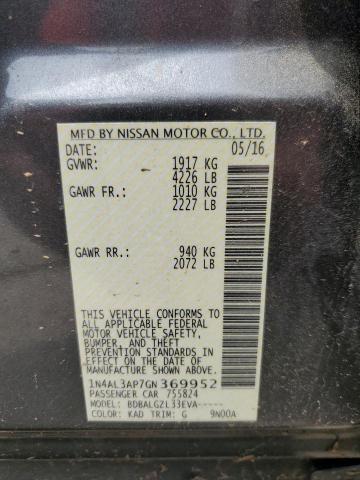 MFD BY NISSAN MOTOR CO., LTD.
DATE: 05/16
GVWR: 1917 KG
4226 LB
GAWR FR.: 1010 KG
2227 LB
GAWR RR.: 940 KG
2072 LB
THIS VEHICLE CONFORMS TO
ALL APPLICABLE FEDERAL
MOTOR VEHICLE SAFETY,
BUMPER, AND THEFT
PREVENTION STANDARDS IN
EFFECT ON THE DATE OF
MANUFACTURE SHOWN ABOVE.
1N4AL3AP7GN369952
PASSENGER CAR 755824
MODEL: BDBALGZL33EVA-----
COLOR: KAD TRIM: G 9N00A